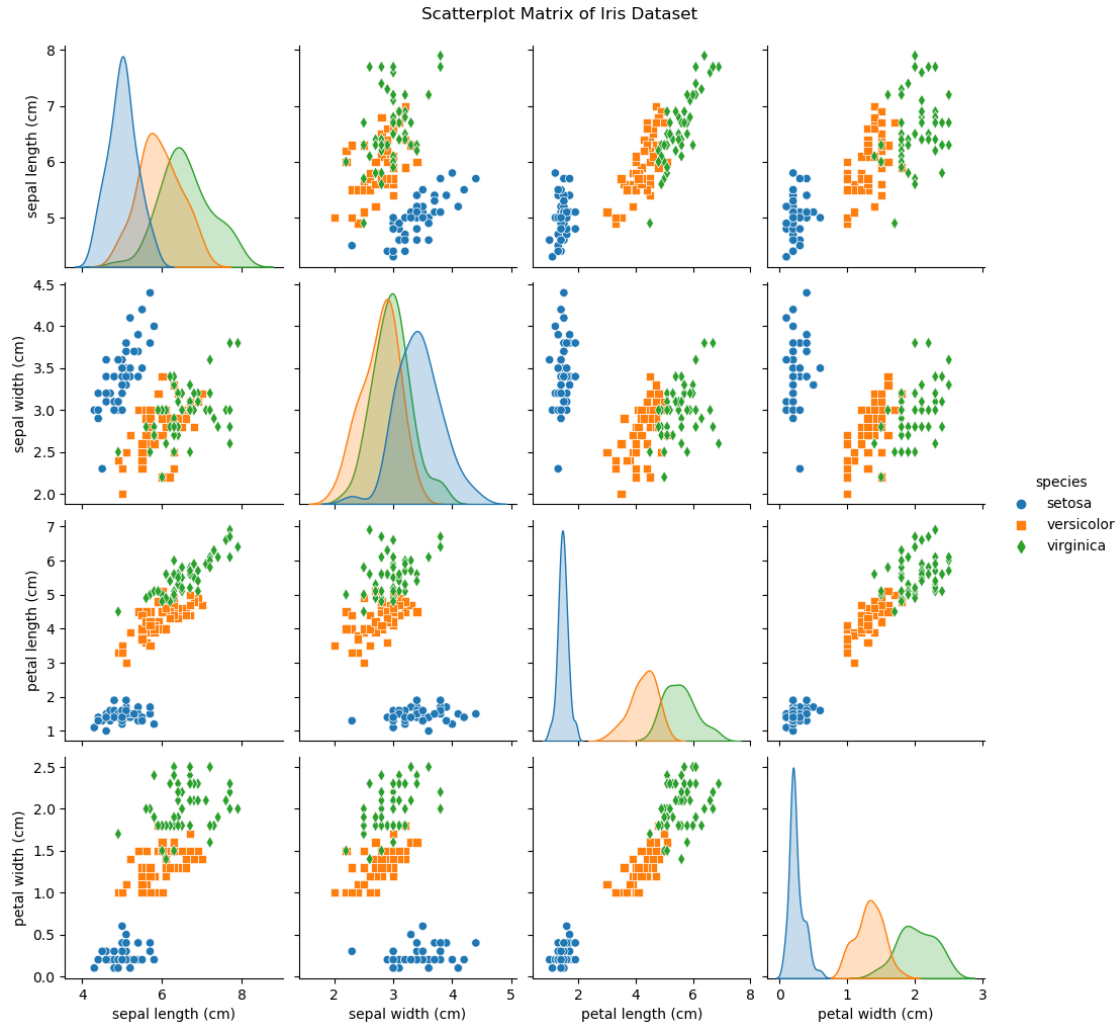 Scatterplot Matrix of Iris Dataset
8
7
6
5
sepal length (cm)
4.5
4.0
3.5
3.0
2.5
2.0
sepal width (cm)
species
setosa
versicolor
virginica
7
6
5
4
3
2
1
petal length (cm)
2.5
2.0
1.5
1.0
0.5
0.0
petal width (cm)
4 6 8
2 3 4 5
2 4 6 8
0 1 2 3
sepal length (cm)
sepal width (cm)
petal length (cm)
petal width (cm)